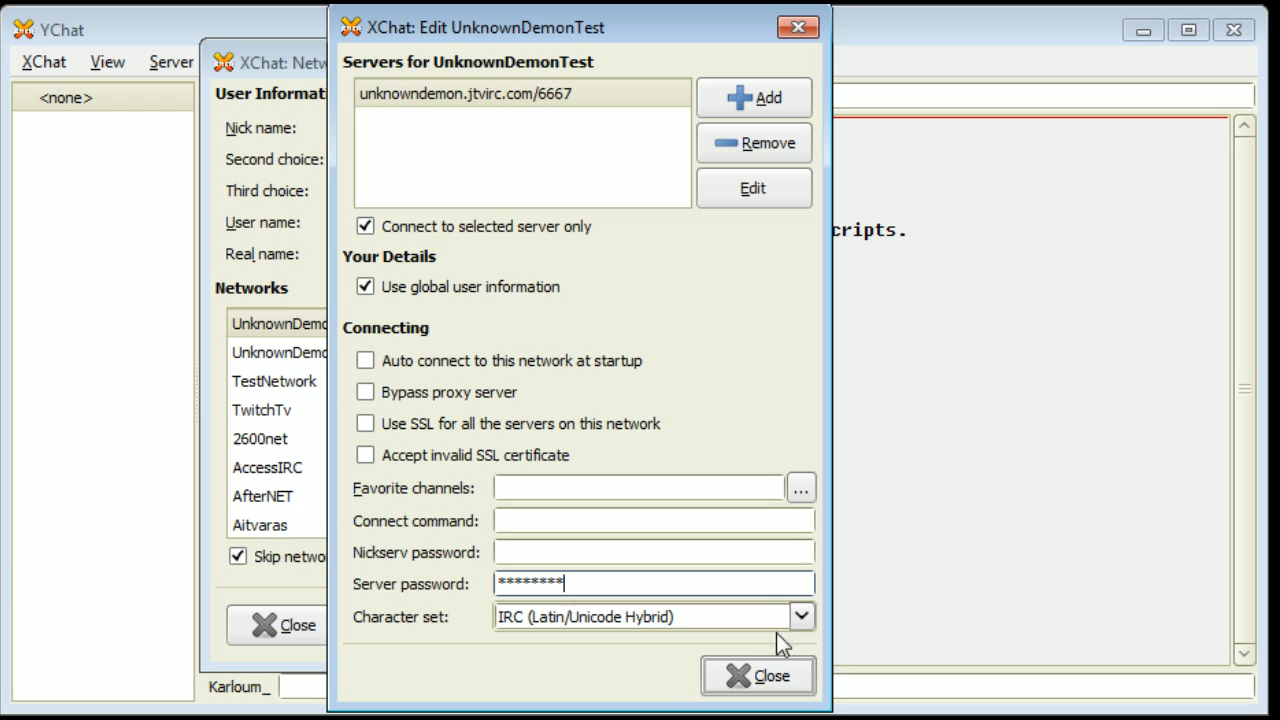 YChat
XChat View Server
<none>
XChat: Netw
User Informat
Nick name:
Second choice:
Third choice:
User name:
Real name:
Networks
UnknownDemo
UnknownDemo
TestNetwork
TwitchTv
2600net
AccessIRC
AfterNET
Aitvaras
Skip netwo
Close
Karloum_
XChat: Edit UnknownDemonTest
Servers for UnknownDemonTest
unknowndemon.jtvirc.com/6667
Add
Remove
Edit
Connect to selected server only
Your Details
Use global user information
Connecting
Auto connect to this network at startup
Bypass proxy server
Use SSL for all the servers on this network
Accept invalid SSL certificate
Favorite channels:
...
Connect command:
Nickserv password:
Server password: ********
Character set: IRC (Latin/Unicode Hybrid)
Close
cripts.